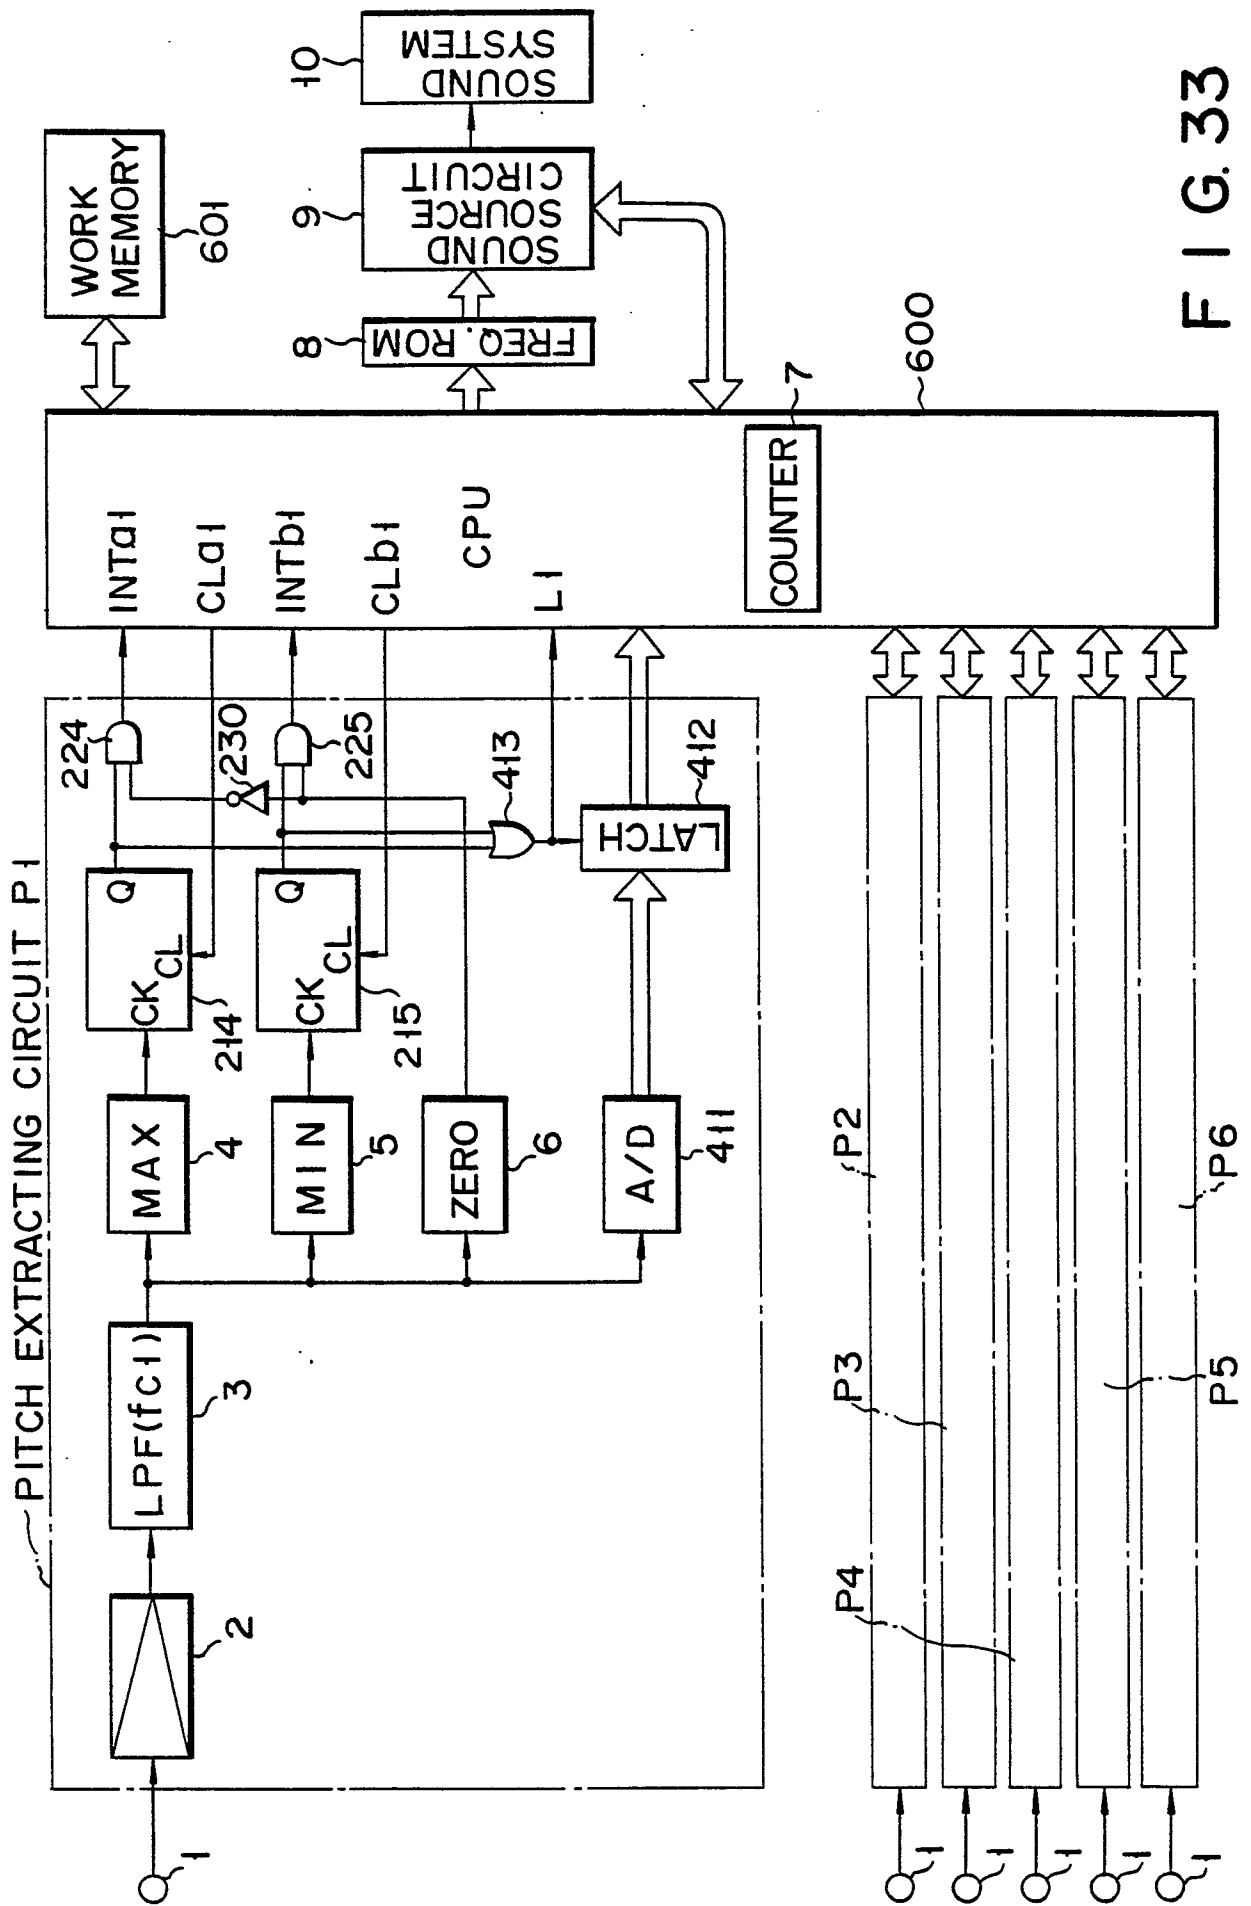 PITCH EXTRACTING CIRCUIT P1
1
2
LPF(fc1)
3
MAX
4
MIN
5
ZERO
6
A/D
411
CK
CL
Q
214
CK
CL
Q
215
224
230
225
413
LATCH
412
INTa1
CLa1
INTb1
CLb1
CPU
L1
COUNTER
7
600
WORK
MEMORY
601
FREQ. ROM
8
SOUND
SOURCE
CIRCUIT
9
SOUND
SYSTEM
10
P2
P3
P4
P5
P6
1
1
1
1
1
FIG. 33